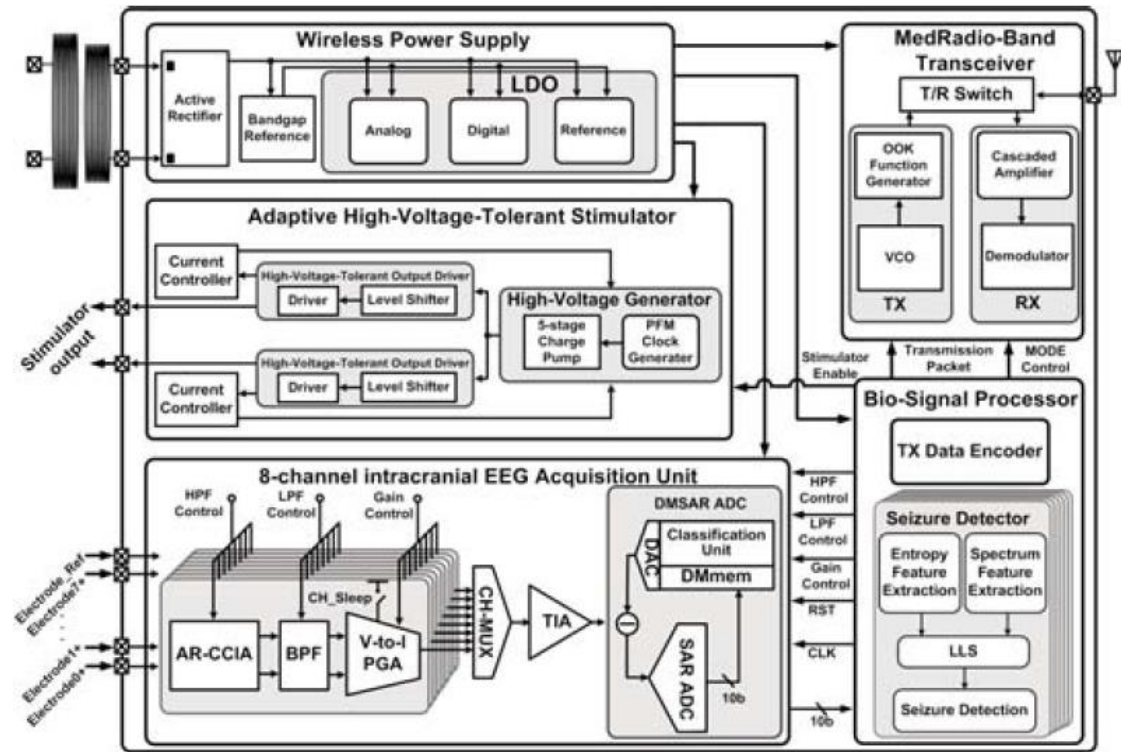 Wireless Power Supply
LDO
Active
Rectifier
Bandgap
Reference
Analog
Digital
Reference
MedRadio-Band
Transceiver
T/R Switch
OOK
Function
Generator
VCO
TX
Cascaded
Amplifier
Demodulator
RX
Adaptive High-Voltage-Tolerant Stimulator
Current
Controller
High-Voltage-Tolerant Output Driver
Driver
Level Shifter
High-Voltage Generator
5-stage
Charge
Pump
PFM
Clock
Generator
High-Voltage-Tolerant Output Driver
Driver
Level Shifter
Current
Controller
Stimulator
output
Stimulator
Enable
Transmission
Packet
MODE
Control
Bio-Signal Processor
TX Data Encoder
Seizure Detector
Entropy
Feature
Extraction
Spectrum
Feature
Extraction
LLS
Seizure Detection
HPF
Control
LPF
Control
Gain
Control
RST
CLK
10b
8-channel intracranial EEG Acquisition Unit
HPF
Control
LPF
Control
Gain
Control
CH_Sleep
AR-CCIA
BPF
V-to-I
PGA
CH-MUX
TIA
DMSAR ADC
DAC
Classification
Unit
DMmem
SAR ADC
10b
Electrode_Ref
Electrode7+
Electrode1+
Electrode0+